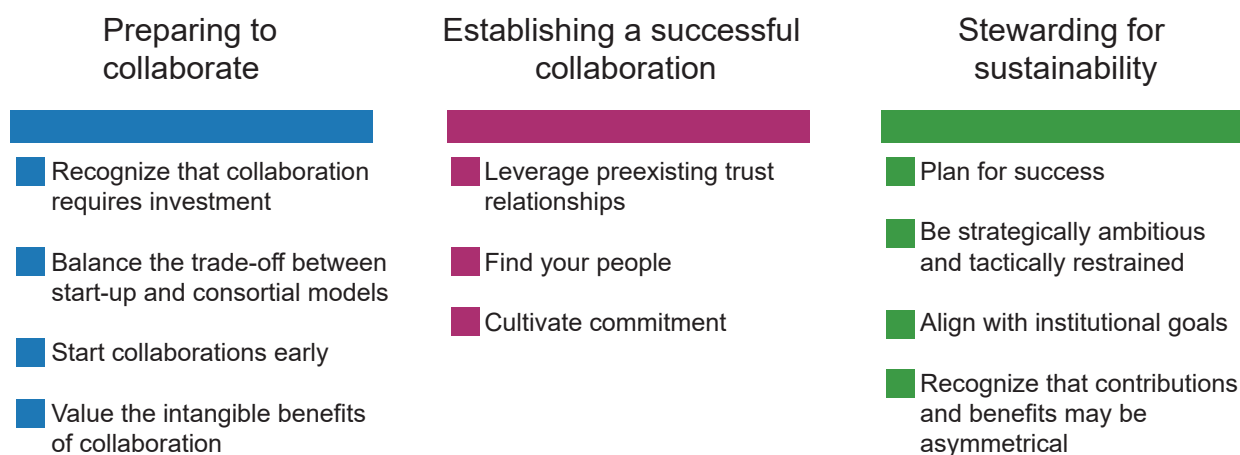 Preparing to
collaborate
Recognize that collaboration
requires investment
Balance the trade-off between
start-up and consortial models
Start collaborations early
Value the intangible benefits
of collaboration
Establishing a successful
collaboration
Leverage preexisting trust
relationships
Find your people
Cultivate commitment
Stewarding for
sustainability
Plan for success
Be strategically ambitious
and tactically restrained
Align with institutional goals
Recognize that contributions
and benefits may be
asymmetrical